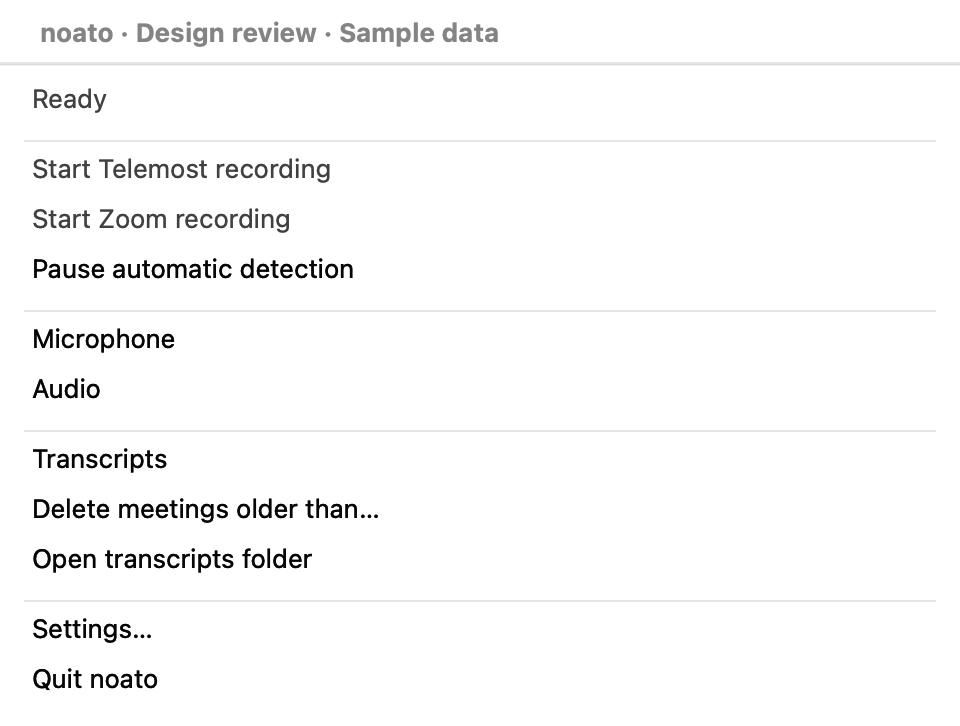 noato · Design review · Sample data
Ready
Start Telemost recording
Start Zoom recording
Pause automatic detection
Microphone
Audio
Transcripts
Delete meetings older than...
Open transcripts folder
Settings...
Quit noato